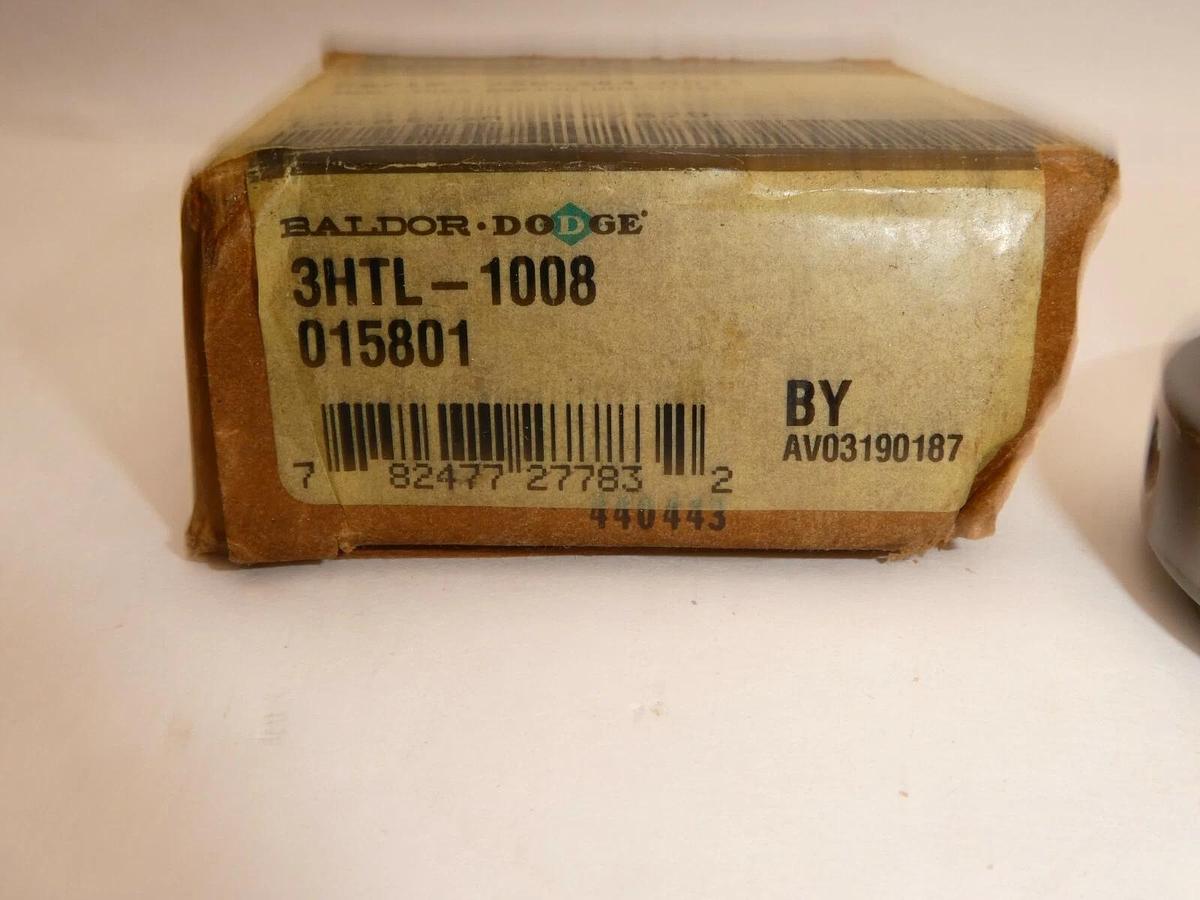 BALDOR·DODGE
3HTL-1008
015801
BY
AV03190187
7 82477 27783 2
440443